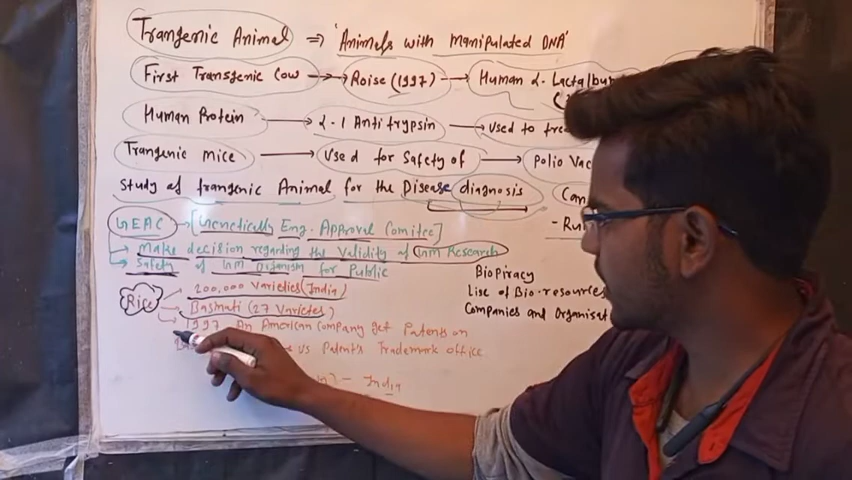 Trangenic Animal ⇒ 'Animals with manipulated DNA'
First Transgenic Cow → Roise (1997) → Human α-Lactalbu
Human Protein → α-1 Antitrypsin → used to
Trangenic mice → Used for Safety of → Polio Vac
Study of trangenic Animal for the Disease diagnosis
GEAC → [Genetically Eng. Approval Comitee]
→ Make decision regarding the Validity of GM Research
→ Safety of GM organism for Public
Rice
200,000 Varieties (India)
Basmati (27 Varietes)
1997 An American Company get Patents on
us Patent's Trademark office
India
BioPiracy
Use of Bio-resources
Companies and Organisat